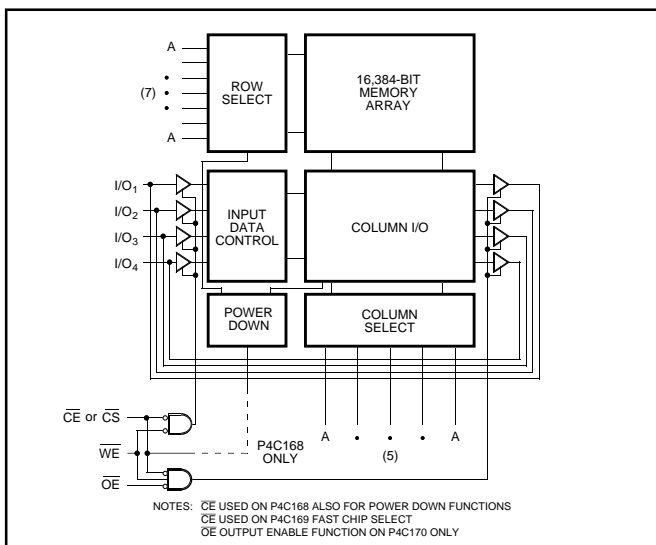 A
(7)
A
ROW
SELECT
16,384-BIT
MEMORY
ARRAY
I/O1
I/O2
I/O3
I/O4
INPUT
DATA
CONTROL
COLUMN I/O
POWER
DOWN
COLUMN
SELECT
A • • • A
(5)
CE or CS
WE
OE
P4C168
ONLY
NOTES: CE USED ON P4C168 ALSO FOR POWER DOWN FUNCTIONS
CE USED ON P4C169 FAST CHIP SELECT
OE OUTPUT ENABLE FUNCTION ON P4C170 ONLY